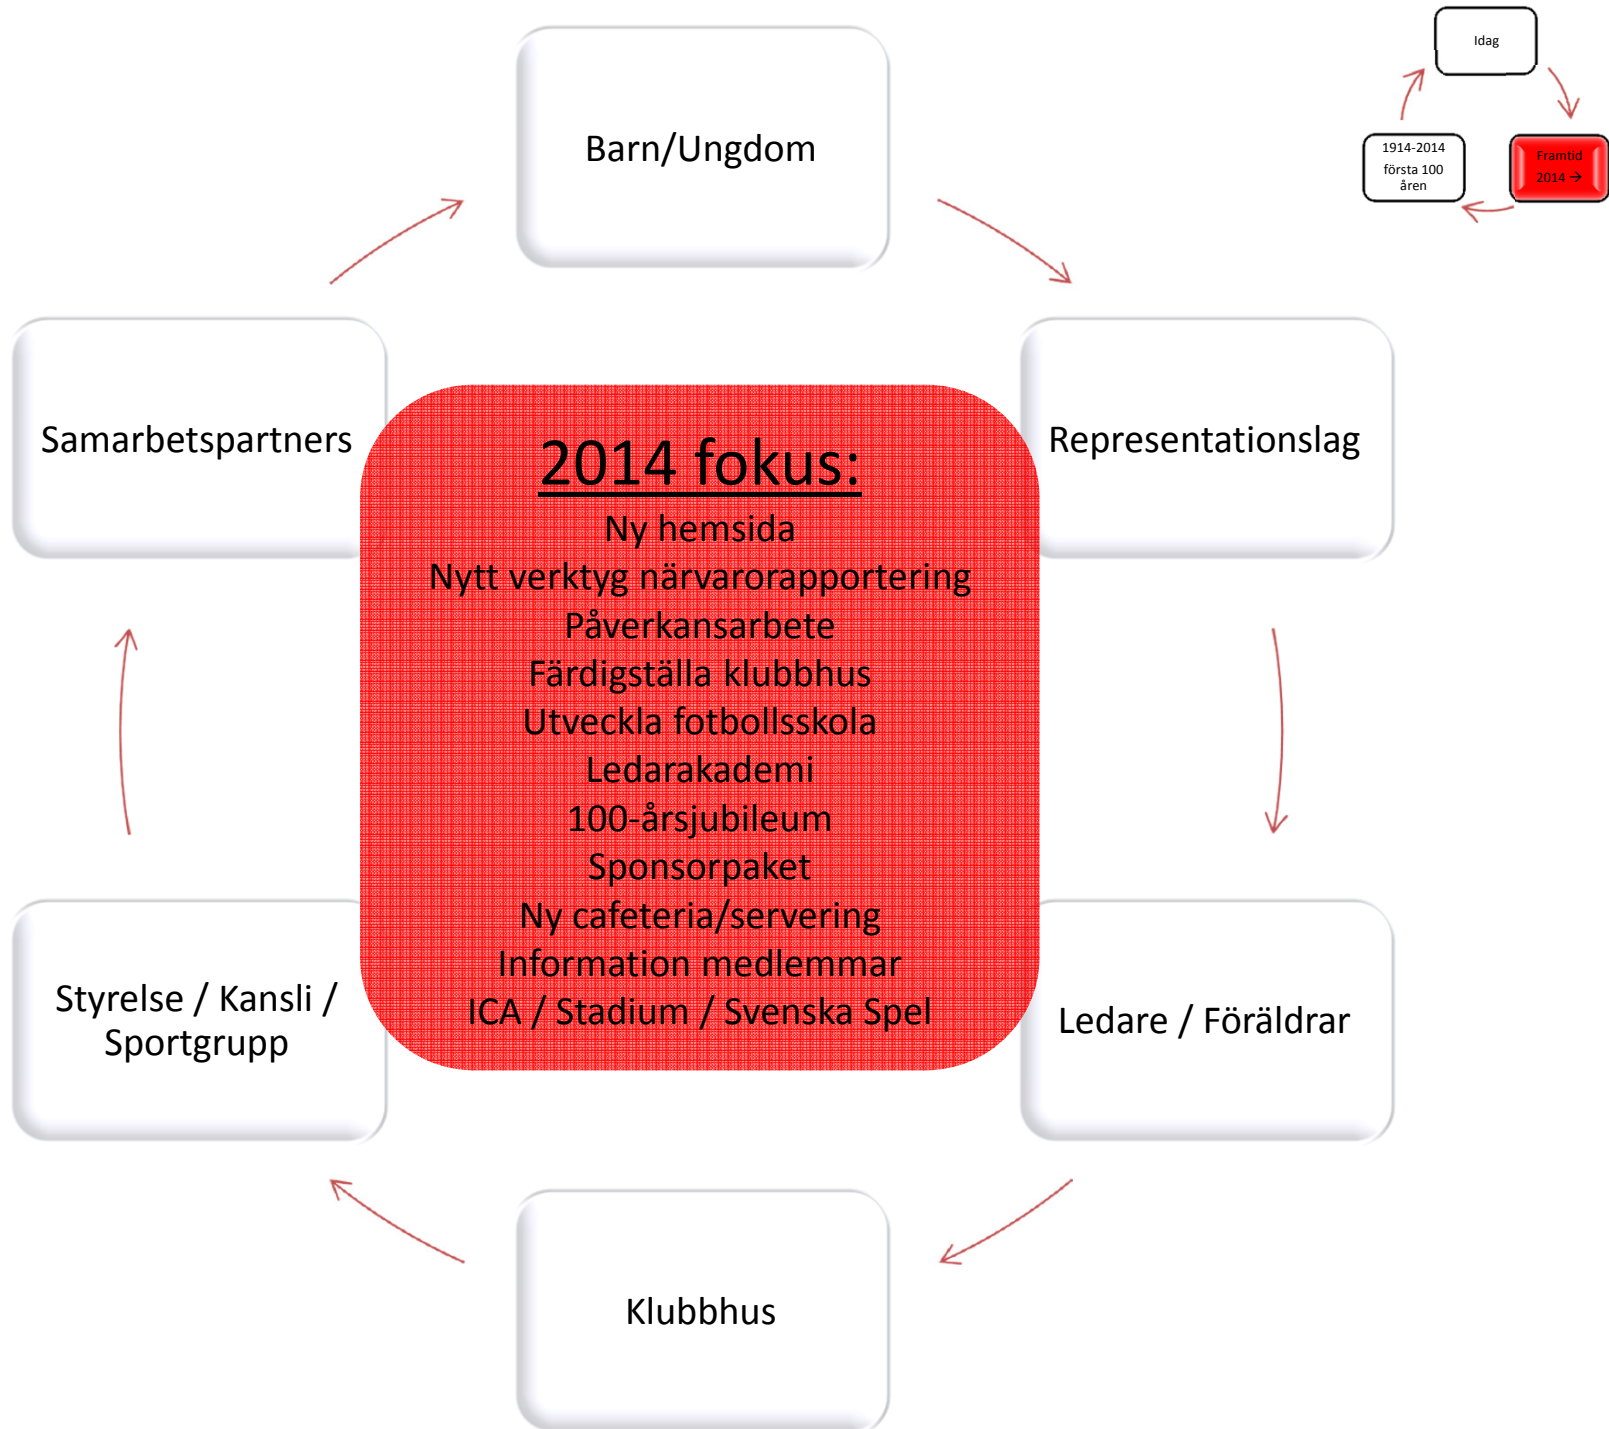 Idag
1914-2014
första 100
åren
Framtid
2014 →
Barn/Ungdom
Representationslag
Ledare / Föräldrar
Klubbhus
Styrelse / Kansli /
Sportgrupp
Samarbetspartners
2014 fokus:
Ny hemsida
Nytt verktyg närvarorapportering
Påverkansarbete
Färdigställa klubbhus
Utveckla fotbollsskola
Ledarakademi
100-årsjubileum
Sponsorpaket
Ny cafeteria/servering
Information medlemmar
ICA / Stadium / Svenska Spel